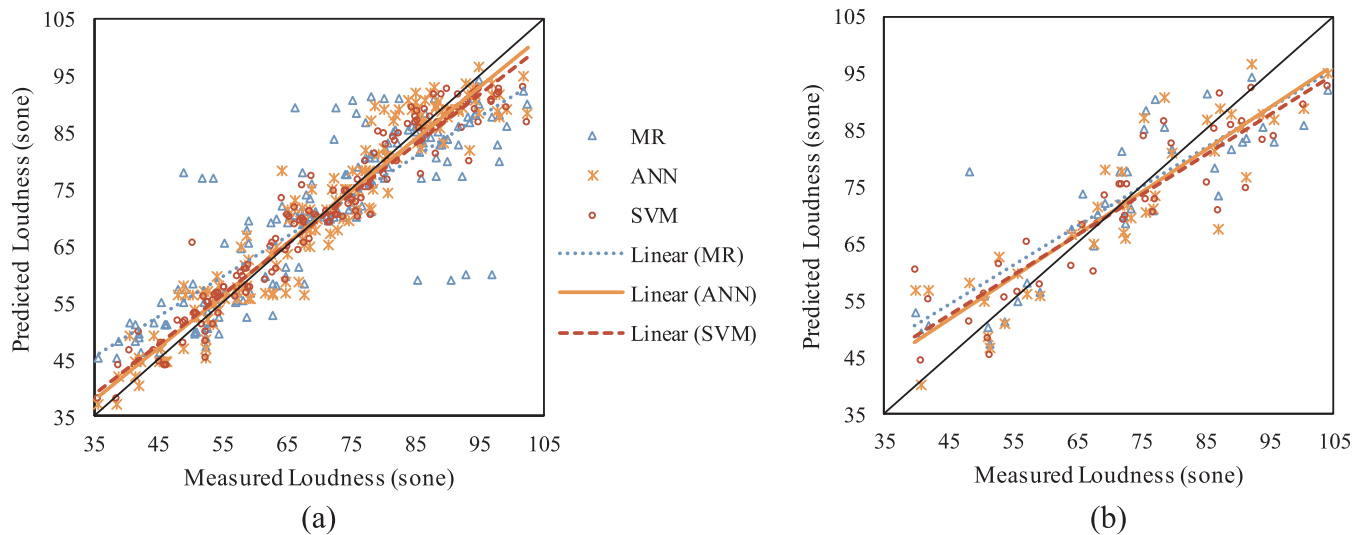 105
95
85
75
65
55
45
35
35 45 55 65 75 85 95 105
Predicted Loudness (sone)
Measured Loudness (sone)
(a)
MR
ANN
SVM
Linear (MR)
Linear (ANN)
Linear (SVM)
105
95
85
75
65
55
45
35
35 45 55 65 75 85 95 105
Predicted Loudness (sone)
Measured Loudness (sone)
(b)